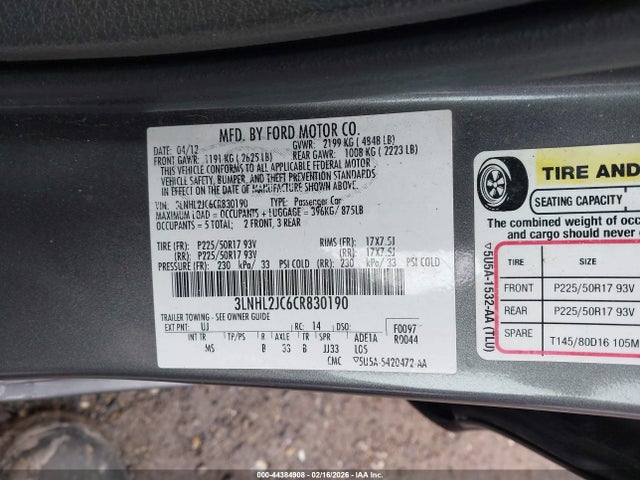 MFD. BY FORD MOTOR CO.
DATE: 04/12 GVWR: 2199 KG ( 4848 LB)
FRONT GAWR: 1191 KG ( 2625 LB) REAR GAWR: 1008 KG ( 2223 LB)
THIS VEHICLE CONFORMS TO ALL APPLICABLE FEDERAL MOTOR
VEHICLE SAFETY, BUMPER, AND THEFT PREVENTION STANDARDS
IN EFFECT ON THE DATE OF MANUFACTURE SHOWN ABOVE.
VIN: 3LNHL2JC6CR830190 TYPE: Passenger Car
MAXIMUM LOAD = OCCUPANTS + LUGGAGE = 396KG/ 875LB
OCCUPANTS = 5 TOTAL: 2 FRONT, 3 REAR
TIRE (FR): P225/50R17 93V RIMS (FR): 17X7.5J
(RR): P225/50R17 93V (RR): 17X7.5J
PRESSURE (FR): 230 kPa/ 33 PSI COLD (RR): 230 kPa/ 33 PSI COLD
3LNHL2JC6CR830190
TRAILER TOWING - SEE OWNER GUIDE
EXT PNT: UJ RC: 14 DSO: F0097
R0044
INT TR TP/PS R AXLE TR SPR ADETA
MS B 33 B JJ33 LOS
CMC ▽5U5A-5420472-AA
TIRE AND
SEATING CAPACITY
The combined weight of occu
and cargo should never e
TIRE SIZE
FRONT P225/50R17 93V
REAR P225/50R17 93V
SPARE T145/80D16 105M
▽5U5A-1532-AA (TLU)
000-44384908 - 02/16/2026 - IAA Inc.